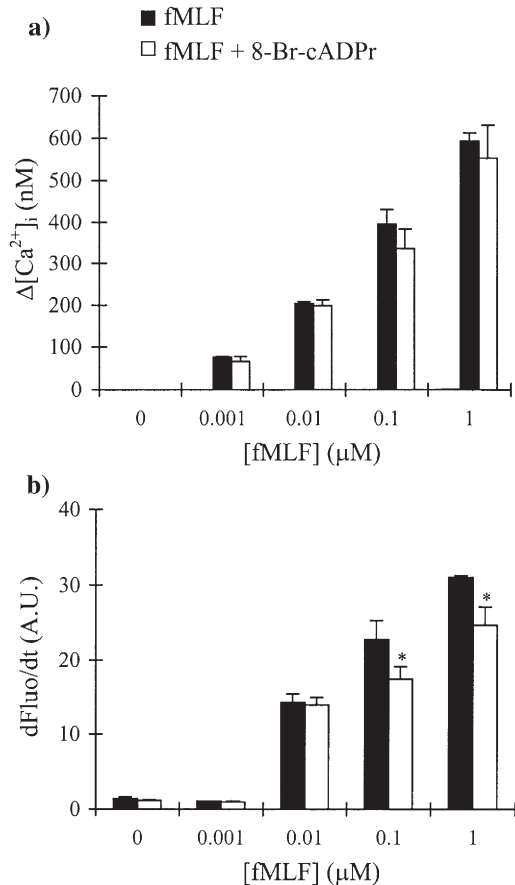 a)
fMLF
fMLF + 8-Br-cADPr
700
600
500
400
300
200
100
0
Δ[Ca²⁺]ᵢ (nM)
0 0.001 0.01 0.1 1
[fMLF] (μM)
b)
40
30
20
10
0
dFluo/dt (A.U.)
*
*
0 0.001 0.01 0.1 1
[fMLF] (μM)